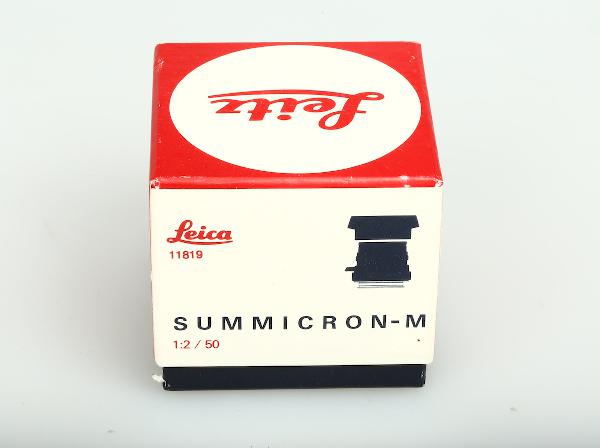 Leitz
Leica
11819
SUMMICRON-M
1:2 / 50